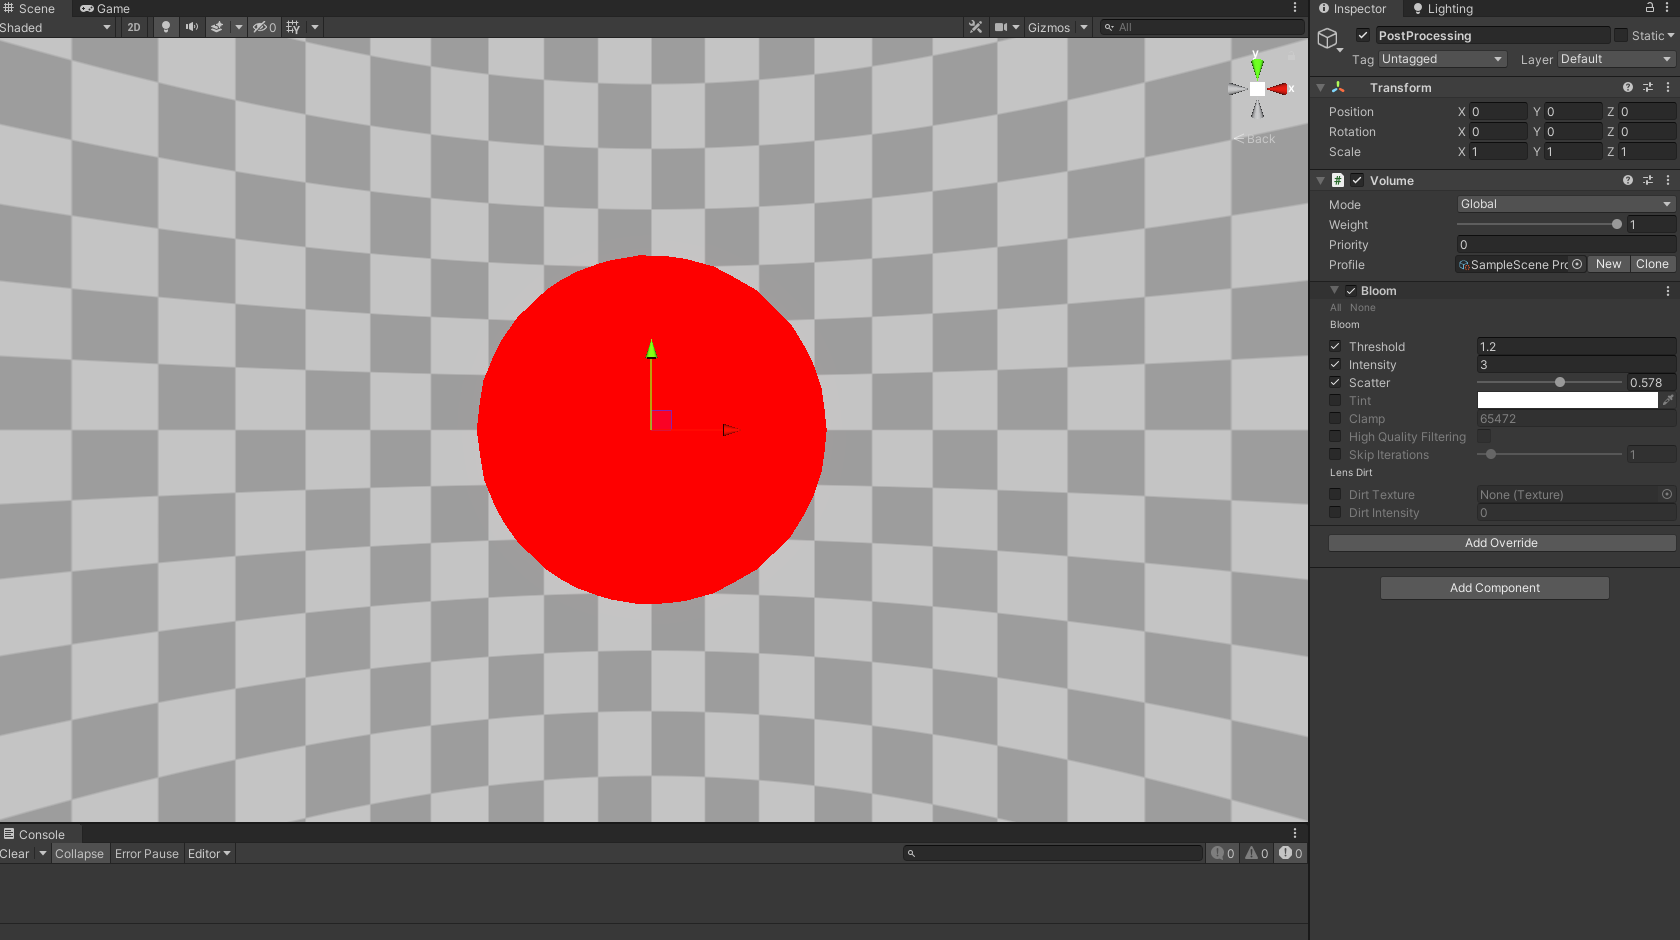 Scene Game
Shaded 2D 0 Gizmos All
y
x
Back
Console
Clear Collapse Error Pause Editor 0 0 0
Inspector Lighting
PostProcessing Static
Tag Untagged Layer Default
Transform
Position X 0 Y 0 Z 0
Rotation X 0 Y 0 Z 0
Scale X 1 Y 1 Z 1
# Volume
Mode Global
Weight 1
Priority 0
Profile SampleScene Prc New Clone
Bloom
All None
Bloom
Threshold 1.2
Intensity 3
Scatter 0.578
Tint
Clamp 65472
High Quality Filtering
Skip Iterations 1
Lens Dirt
Dirt Texture None (Texture)
Dirt Intensity 0
Add Override
Add Component